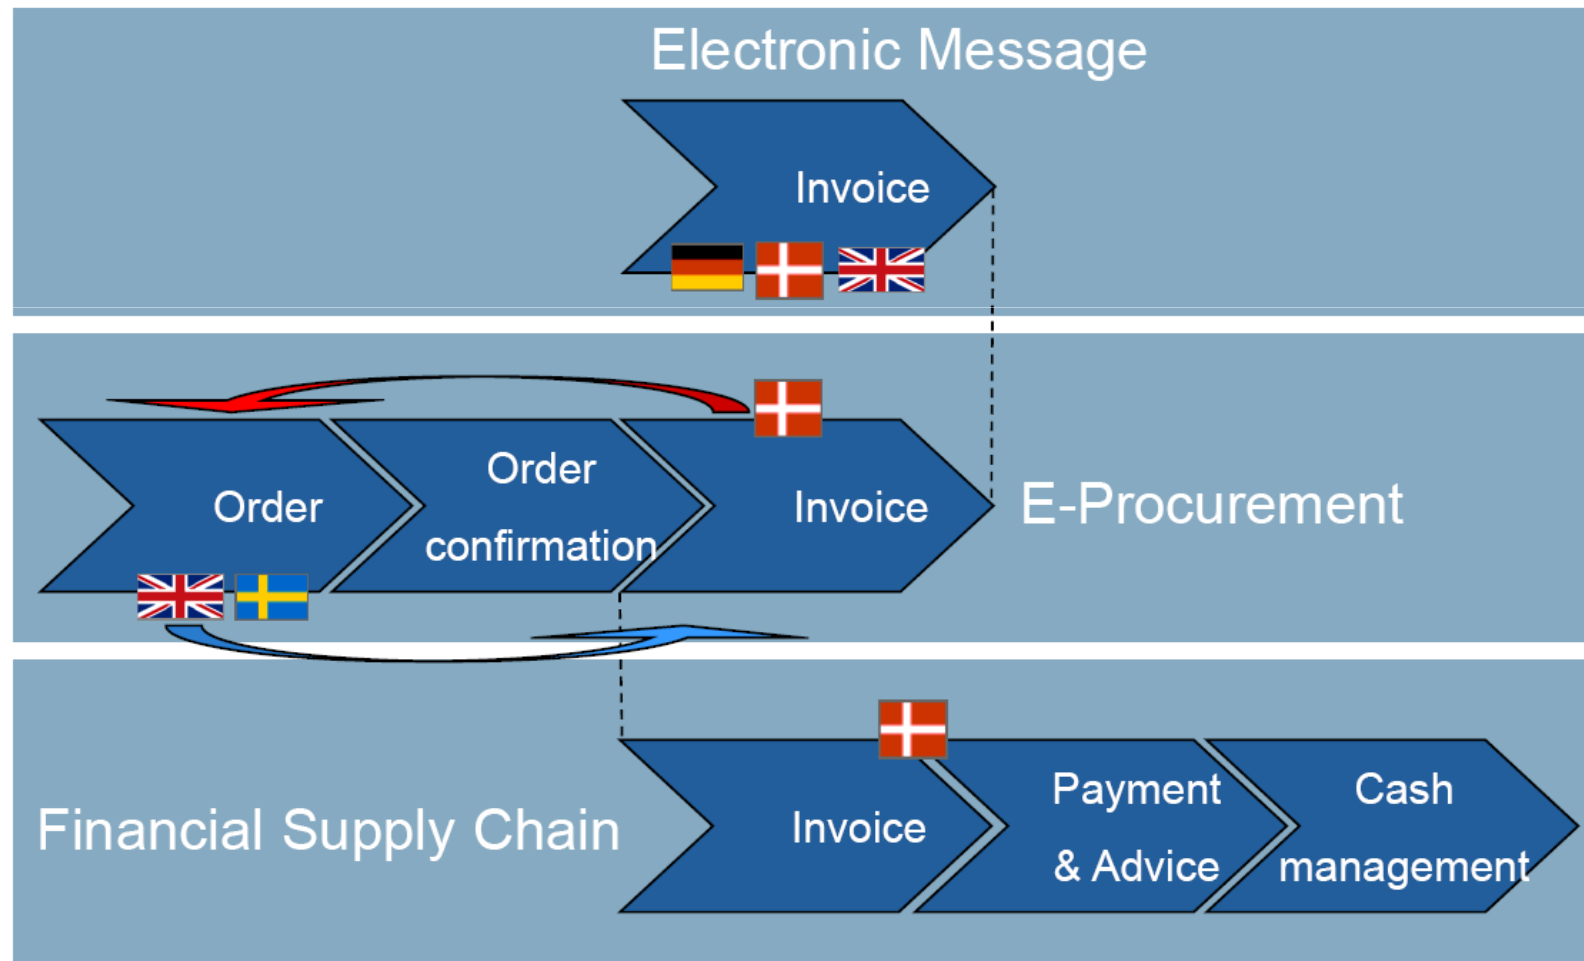 Electronic Message
Invoice
Order
Order
confirmation
Invoice
E-Procurement
Financial Supply Chain
Invoice
Payment
& Advice
Cash
management